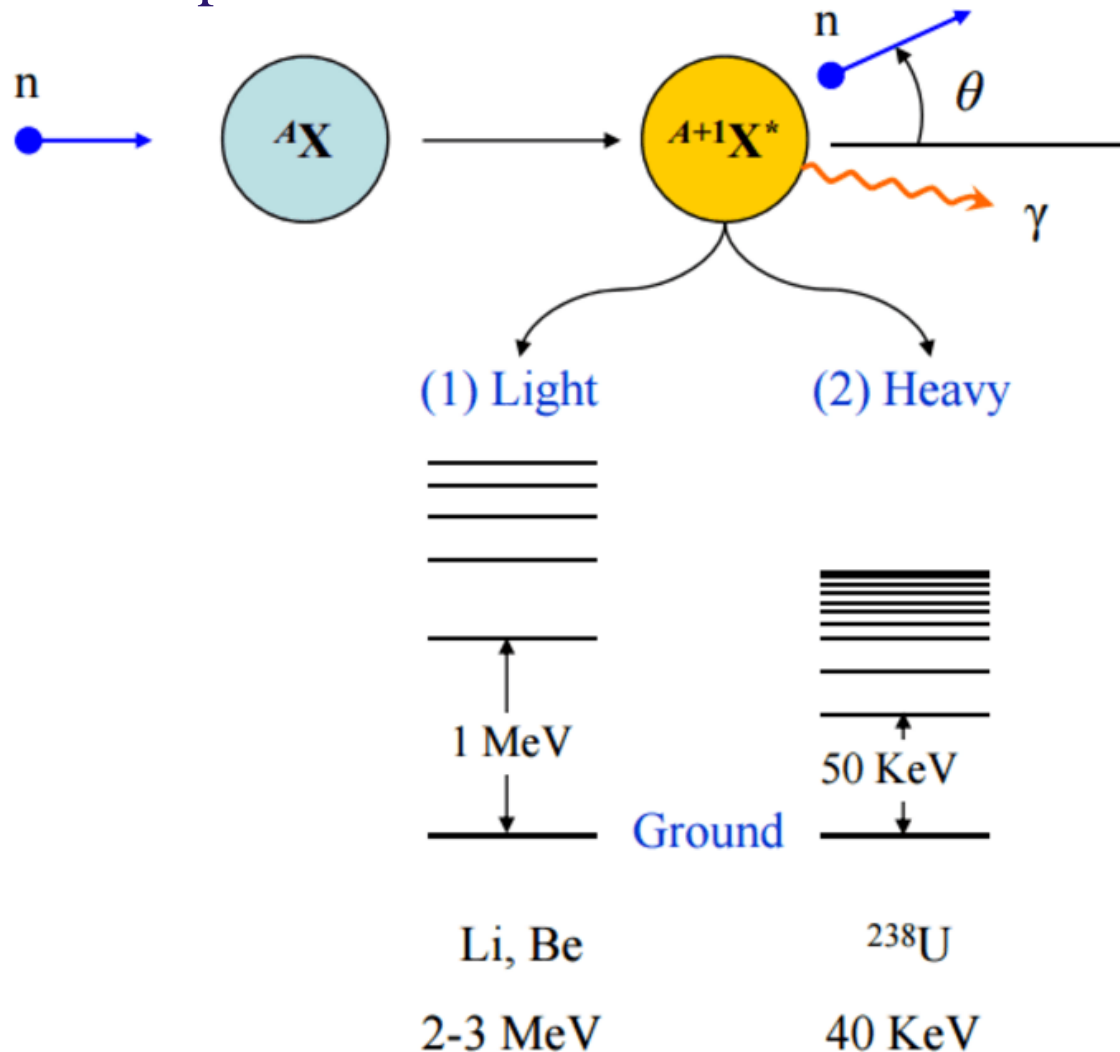 n
n
θ
ᴬX
ᴬ⁺¹X*
γ
(1) Light
(2) Heavy
1 MeV
50 KeV
Ground
Li, Be
²³⁸U
2-3 MeV
40 KeV